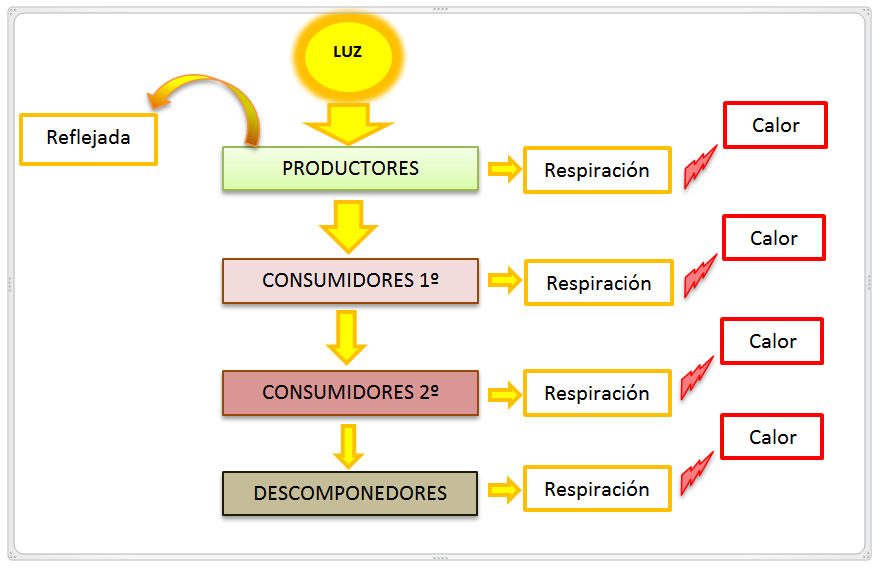 LUZ
Reflejada
Calor
PRODUCTORES
Respiración
Calor
CONSUMIDORES 1º
Respiración
Calor
CONSUMIDORES 2º
Respiración
Calor
DESCOMPONEDORES
Respiración